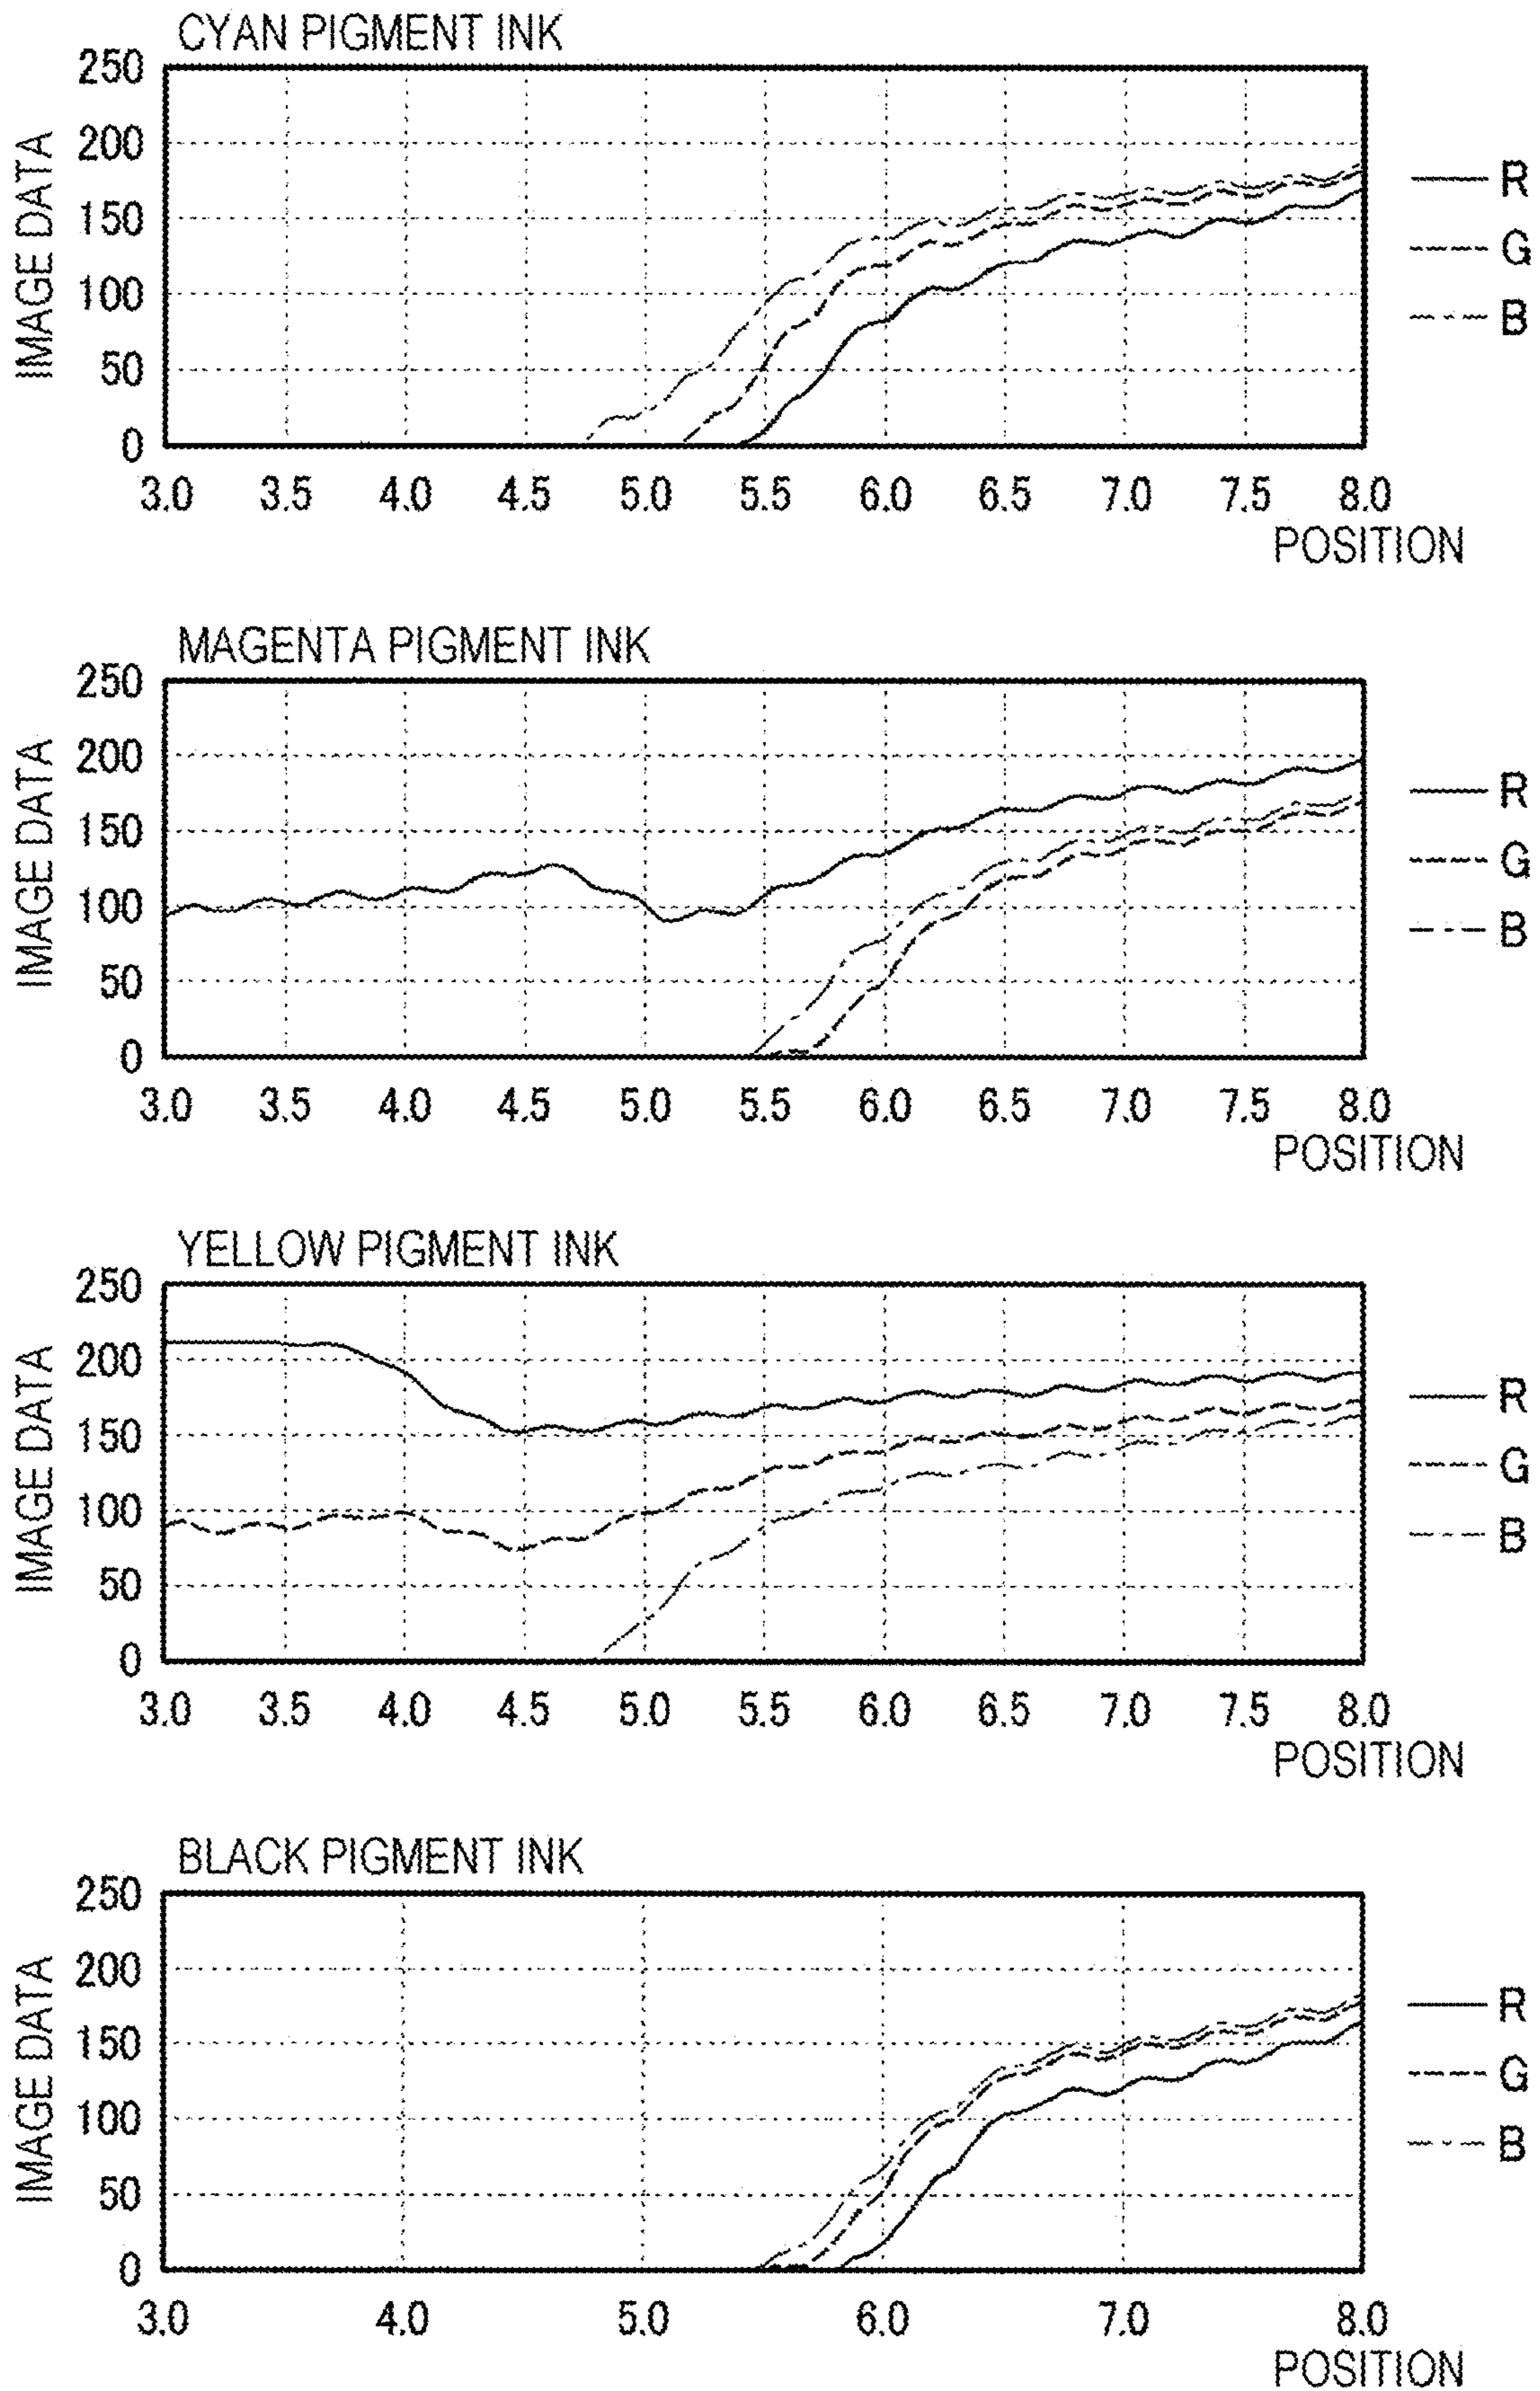 CYAN PIGMENT INK
IMAGE DATA
250
200
150
100
50
0
3.0 3.5 4.0 4.5 5.0 5.5 6.0 6.5 7.0 7.5 8.0
POSITION
R
G
B
MAGENTA PIGMENT INK
IMAGE DATA
250
200
150
100
50
0
3.0 3.5 4.0 4.5 5.0 5.5 6.0 6.5 7.0 7.5 8.0
POSITION
R
G
B
YELLOW PIGMENT INK
IMAGE DATA
250
200
150
100
50
0
3.0 3.5 4.0 4.5 5.0 5.5 6.0 6.5 7.0 7.5 8.0
POSITION
R
G
B
BLACK PIGMENT INK
IMAGE DATA
250
200
150
100
50
0
3.0 4.0 5.0 6.0 7.0 8.0
POSITION
R
G
B